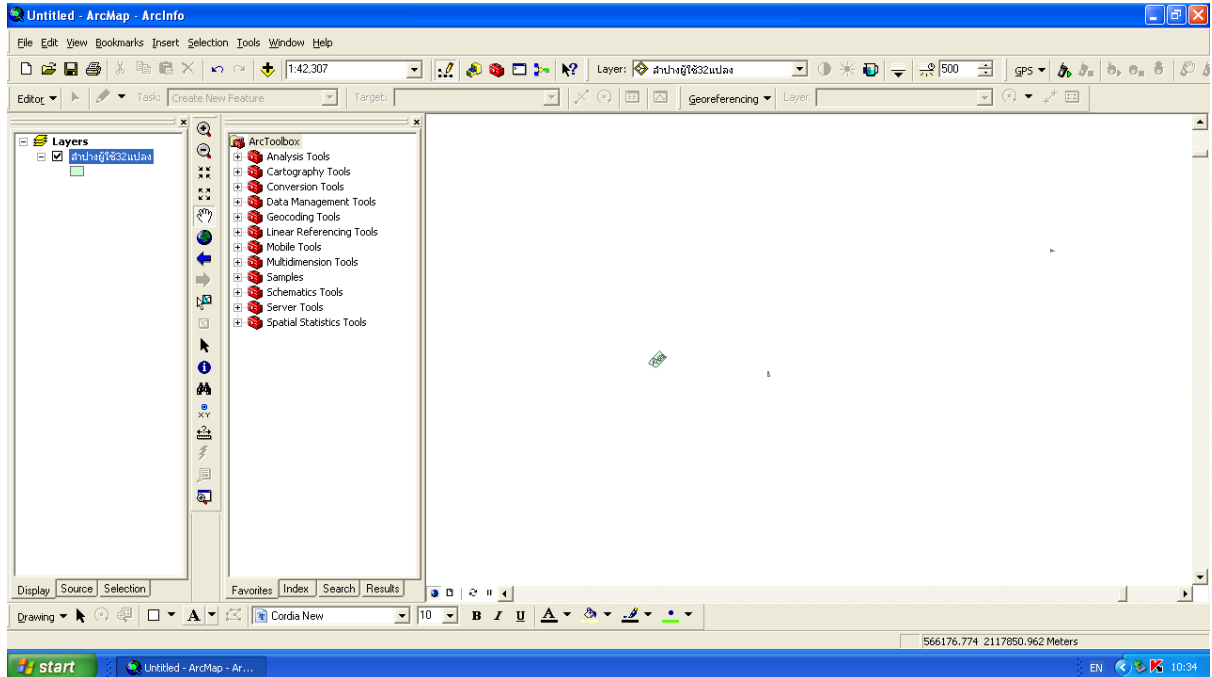 Untitled - ArcMap - ArcInfo
File Edit View Bookmarks Insert Selection Tools Window Help
1:42,307 Layer: ลำปางผู้ใช้32แปลง 500 GPS
Editor Task: Create New Feature Target: Georeferencing Layer:
Layers
ลำปางผู้ใช้32แปลง
XY
ArcToolbox
Analysis Tools
Cartography Tools
Conversion Tools
Data Management Tools
Geocoding Tools
Linear Referencing Tools
Mobile Tools
Multidimension Tools
Samples
Schematics Tools
Server Tools
Spatial Statistics Tools
Display Source Selection
Favorites Index Search Results
Drawing A Cordia New 10 B I U A
566176.774 2117850.962 Meters
start Untitled - ArcMap - Ar... EN 10:34